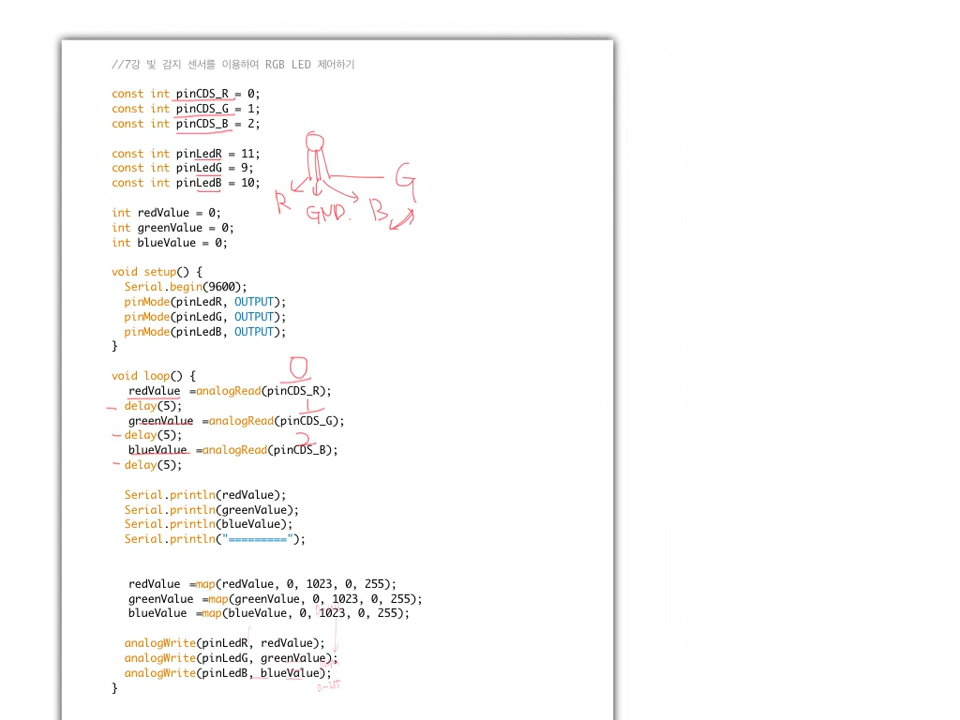 //7강 빛 감지 센서를 이용하여 RGB LED 제어하기
const int pinCDS_R = 0;
const int pinCDS_G = 1;
const int pinCDS_B = 2;
const int pinLedR = 11;
const int pinLedG = 9;
const int pinLedB = 10;
R GND. B G
int redValue = 0;
int greenValue = 0;
int blueValue = 0;
void setup() {
Serial.begin(9600);
pinMode(pinLedR, OUTPUT);
pinMode(pinLedG, OUTPUT);
pinMode(pinLedB, OUTPUT);
}
void loop() {
0
redValue =analogRead(pinCDS_R);
delay(5);
1
greenValue =analogRead(pinCDS_G);
delay(5);
2
blueValue =analogRead(pinCDS_B);
delay(5);
Serial.println(redValue);
Serial.println(greenValue);
Serial.println(blueValue);
Serial.println("=========");
redValue =map(redValue, 0, 1023, 0, 255);
greenValue =map(greenValue, 0, 1023, 0, 255);
blueValue =map(blueValue, 0, 1023, 0, 255);
analogWrite(pinLedR, redValue);
analogWrite(pinLedG, greenValue);
analogWrite(pinLedB, blueValue);
}